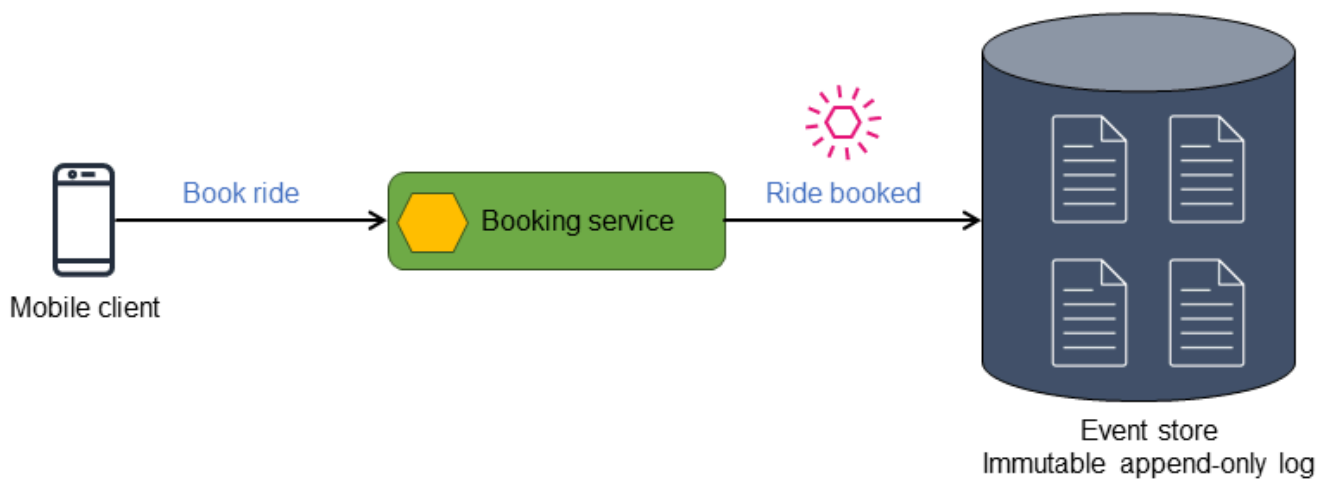 Book ride
Booking service
Ride booked
Mobile client
Event store
Immutable append-only log